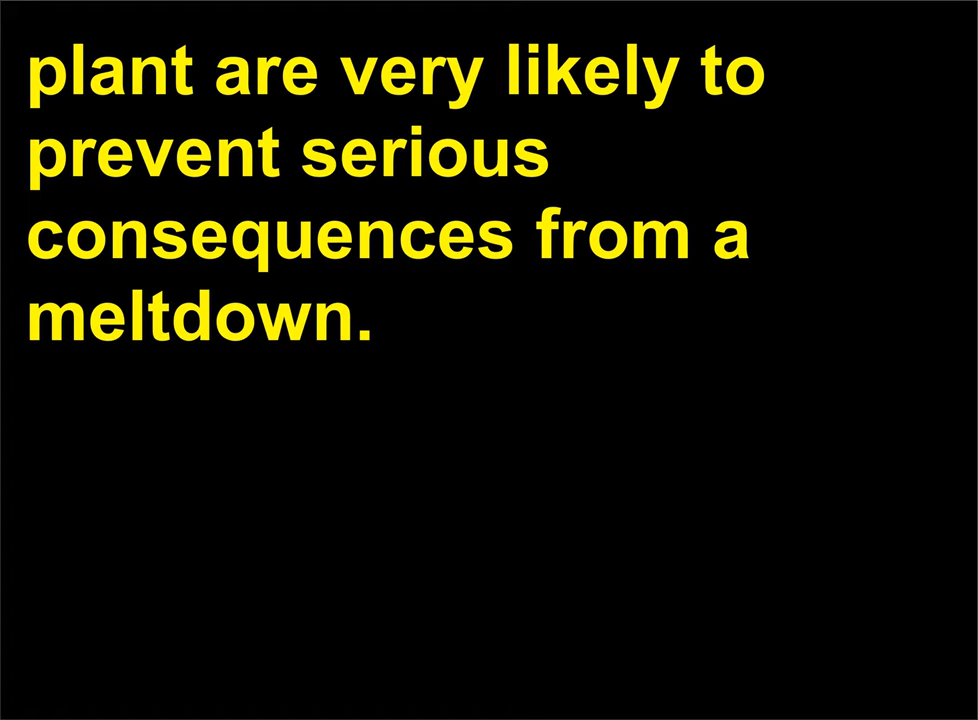 plant are very likely to
prevent serious
consequences from a
meltdown.